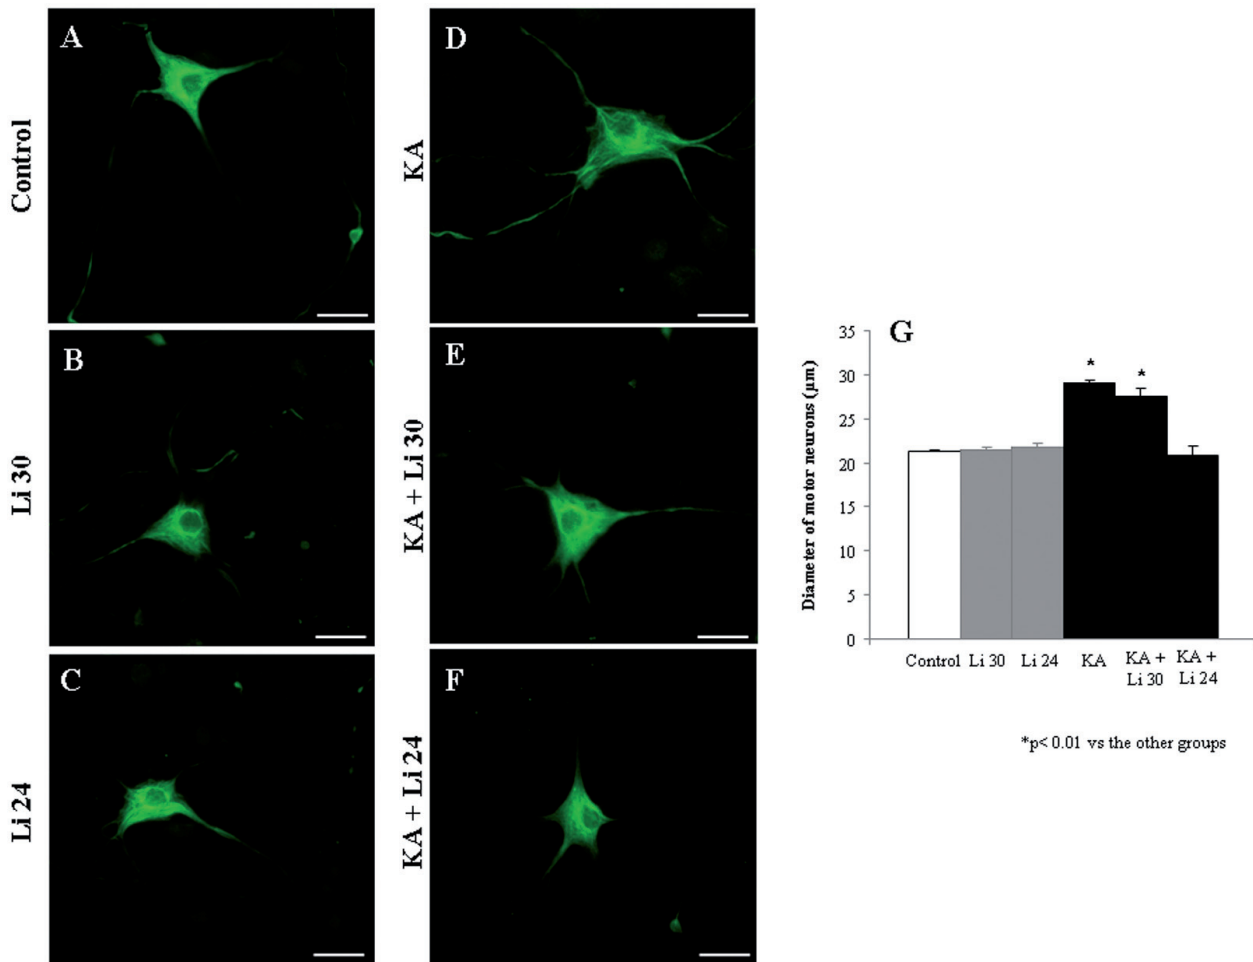 A
Control
B
Li 30
C
Li 24
D
KA
E
KA + Li 30
F
KA + Li 24
G
Diameter of motor neurons (µm)
35
30
25
20
15
10
5
0
* *
Control Li 30 Li 24 KA KA + KA +
Li 30 Li 24
*p< 0.01 vs the other groups